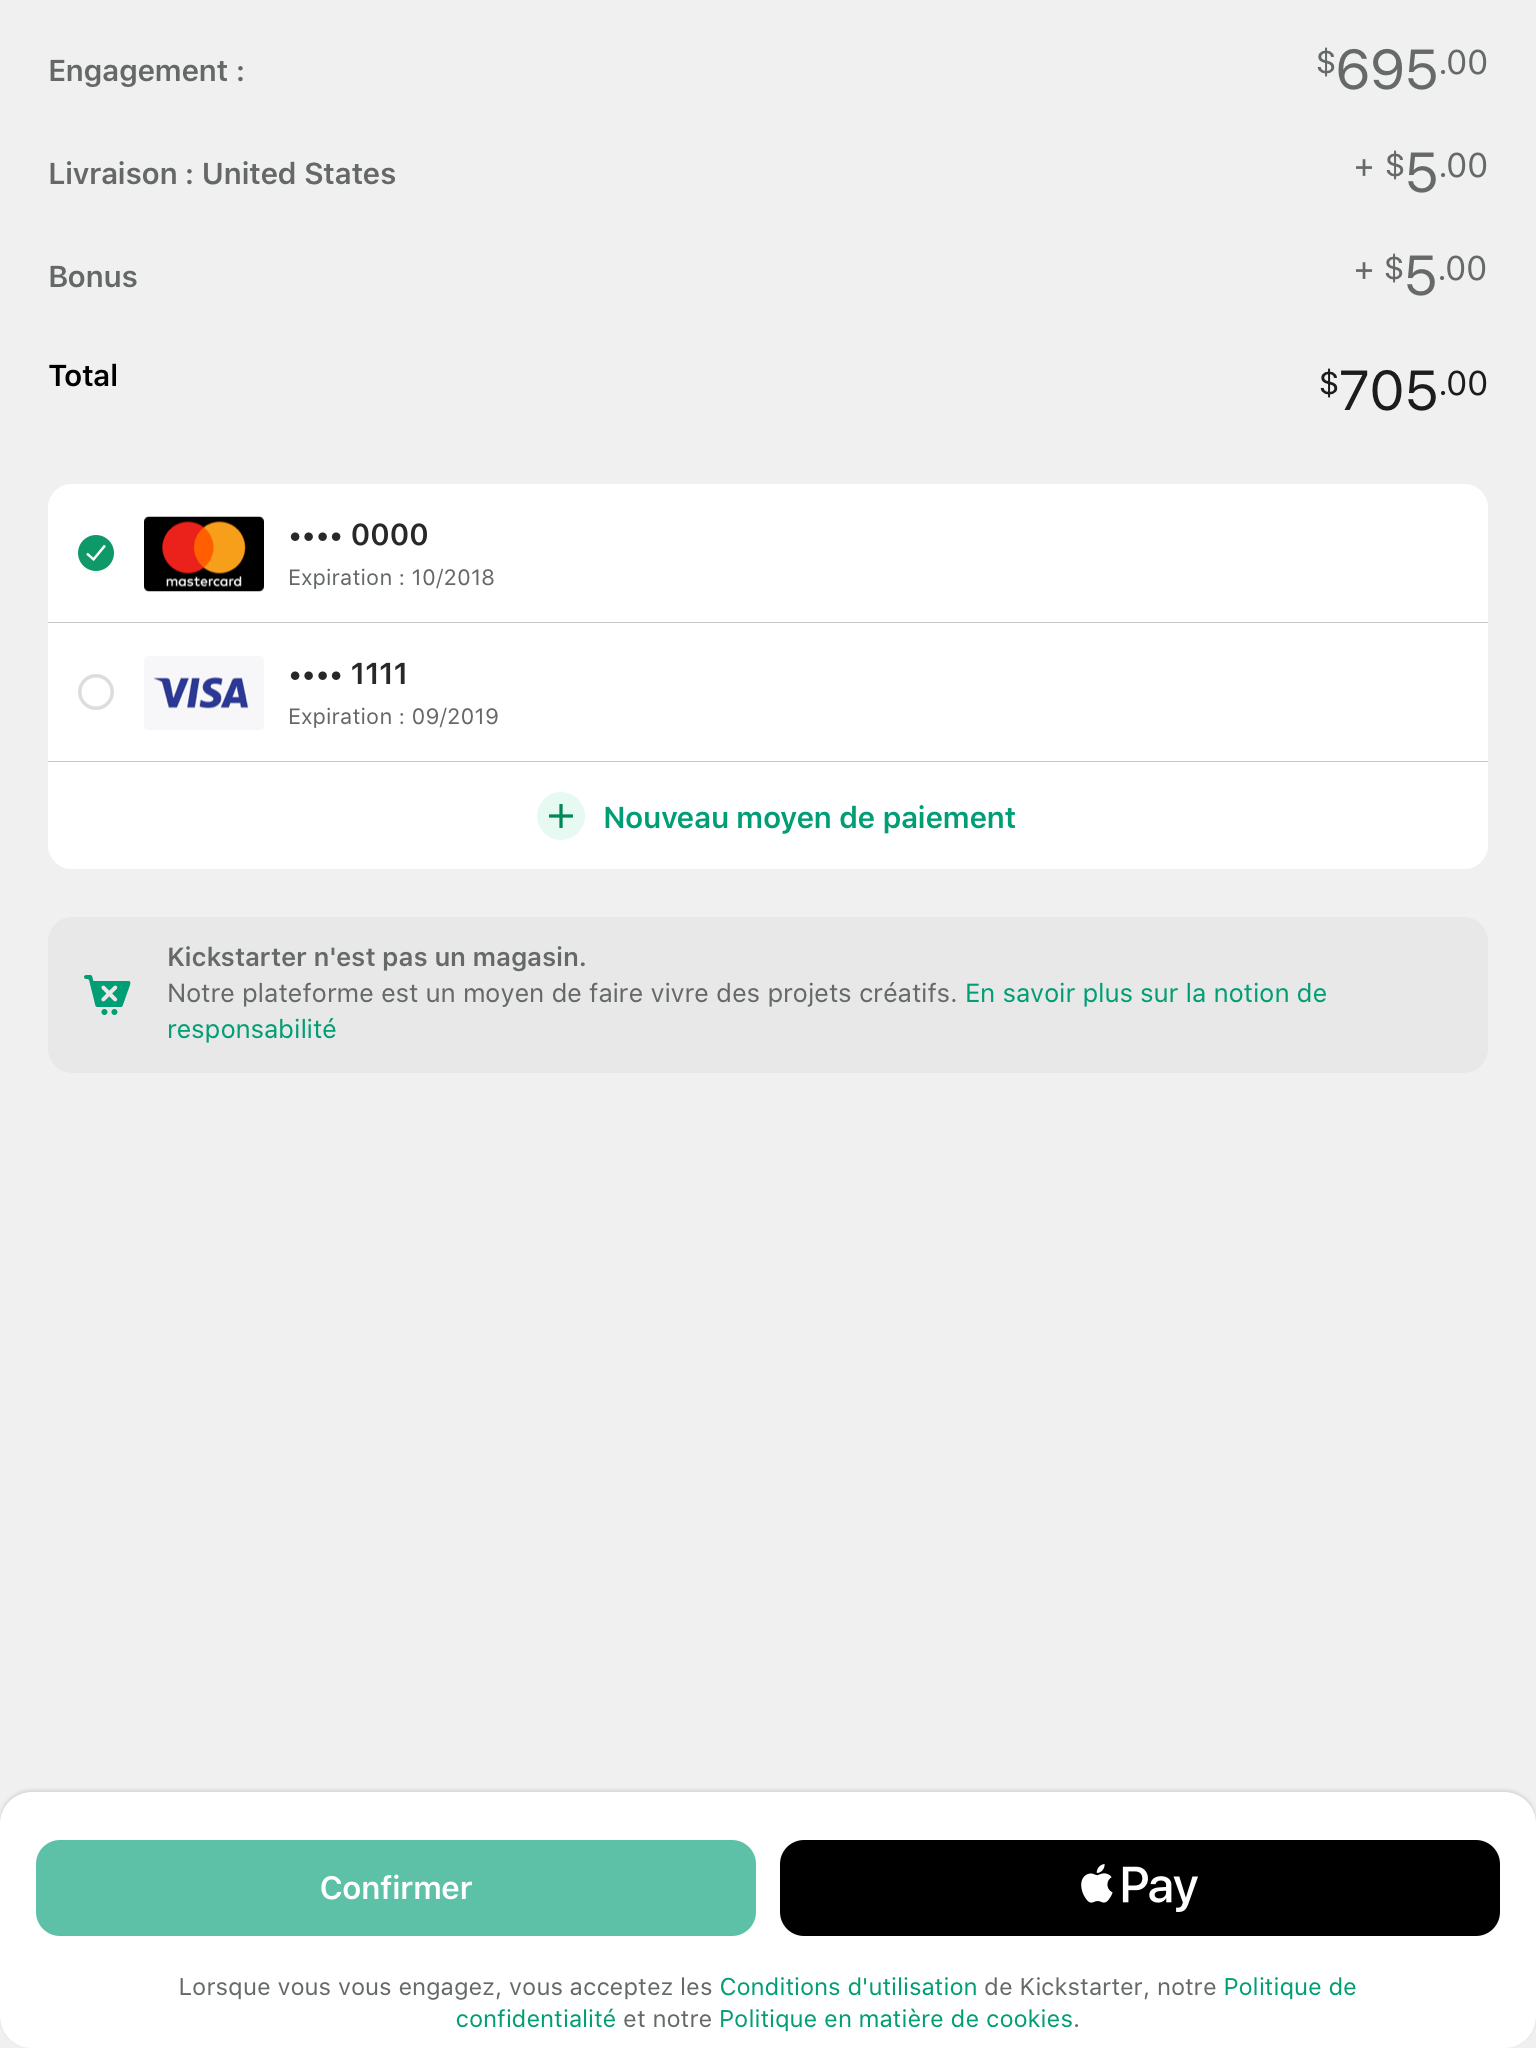 Engagement :
$695.00
Livraison : United States
+ $5.00
Bonus
+ $5.00
Total
$705.00
mastercard
•••• 0000
Expiration : 10/2018
VISA
•••• 1111
Expiration : 09/2019
Nouveau moyen de paiement
Kickstarter n'est pas un magasin.
Notre plateforme est un moyen de faire vivre des projets créatifs. En savoir plus sur la notion de
responsabilité
Confirmer
Pay
Lorsque vous vous engagez, vous acceptez les Conditions d'utilisation de Kickstarter, notre Politique de
confidentialité et notre Politique en matière de cookies.